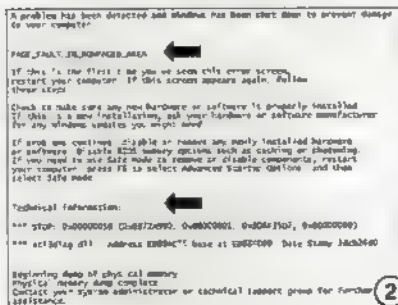 A problem has been detected and windows has been shut down to prevent damage
to your computer
PAGE_FAULT_IN_NONPAGED_AREA
If this is the first time you've seen this error screen,
restart your computer. If this screen appears again, follow
these steps
Check to make sure any new hardware or software is properly installed
If this is a new installation, ask your hardware or software manufacturer
for any windows updates you might need
If problems continue, disable or remove any newly installed hardware
or software. Disable BIOS memory options such as caching or shadowing.
If you need to use Safe mode to remove or disable components, restart
your computer, press F8 to select Advanced Startup Options, and then
select Safe mode
Technical information:
*** STOP:
*** dll address base at Date Stamp
Beginning dump of physical memory
Physical memory dump complete
Contact your system administrator or technical support group for further
assistance.
2